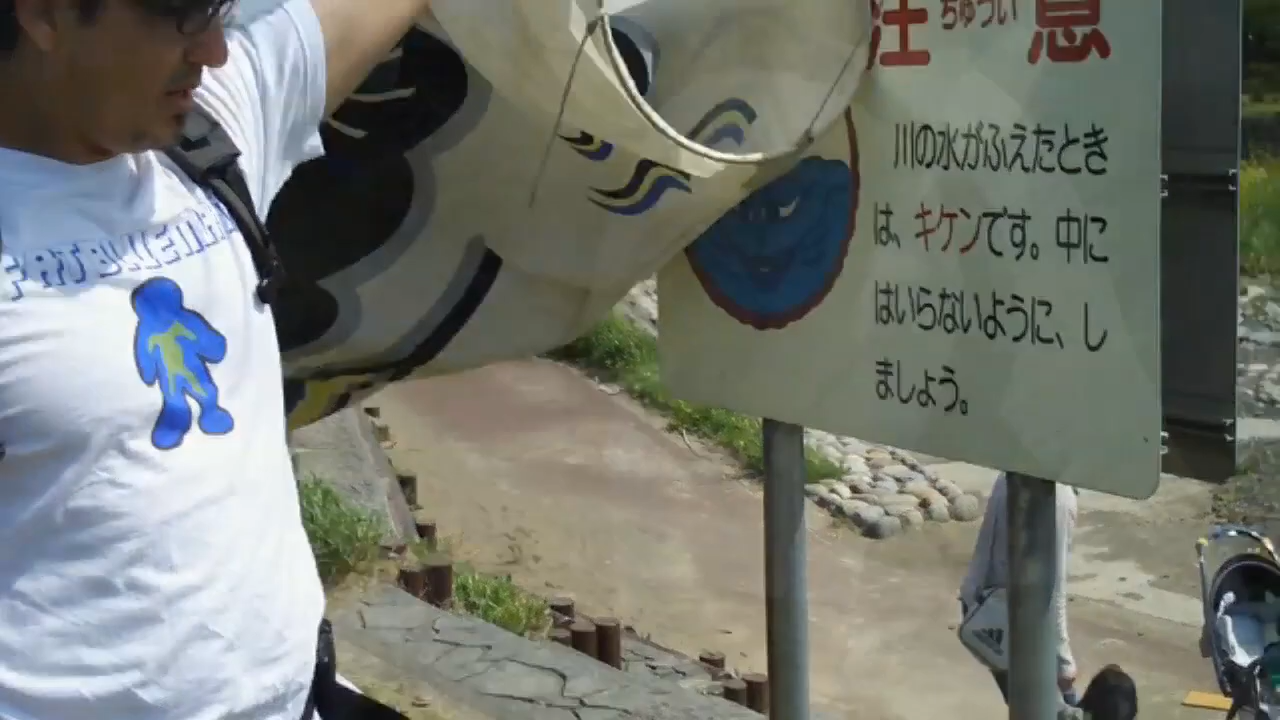 注ちゅうい意
川の水がふえたとき
は、キケンです。中に
はいらないように、し
ましょう。